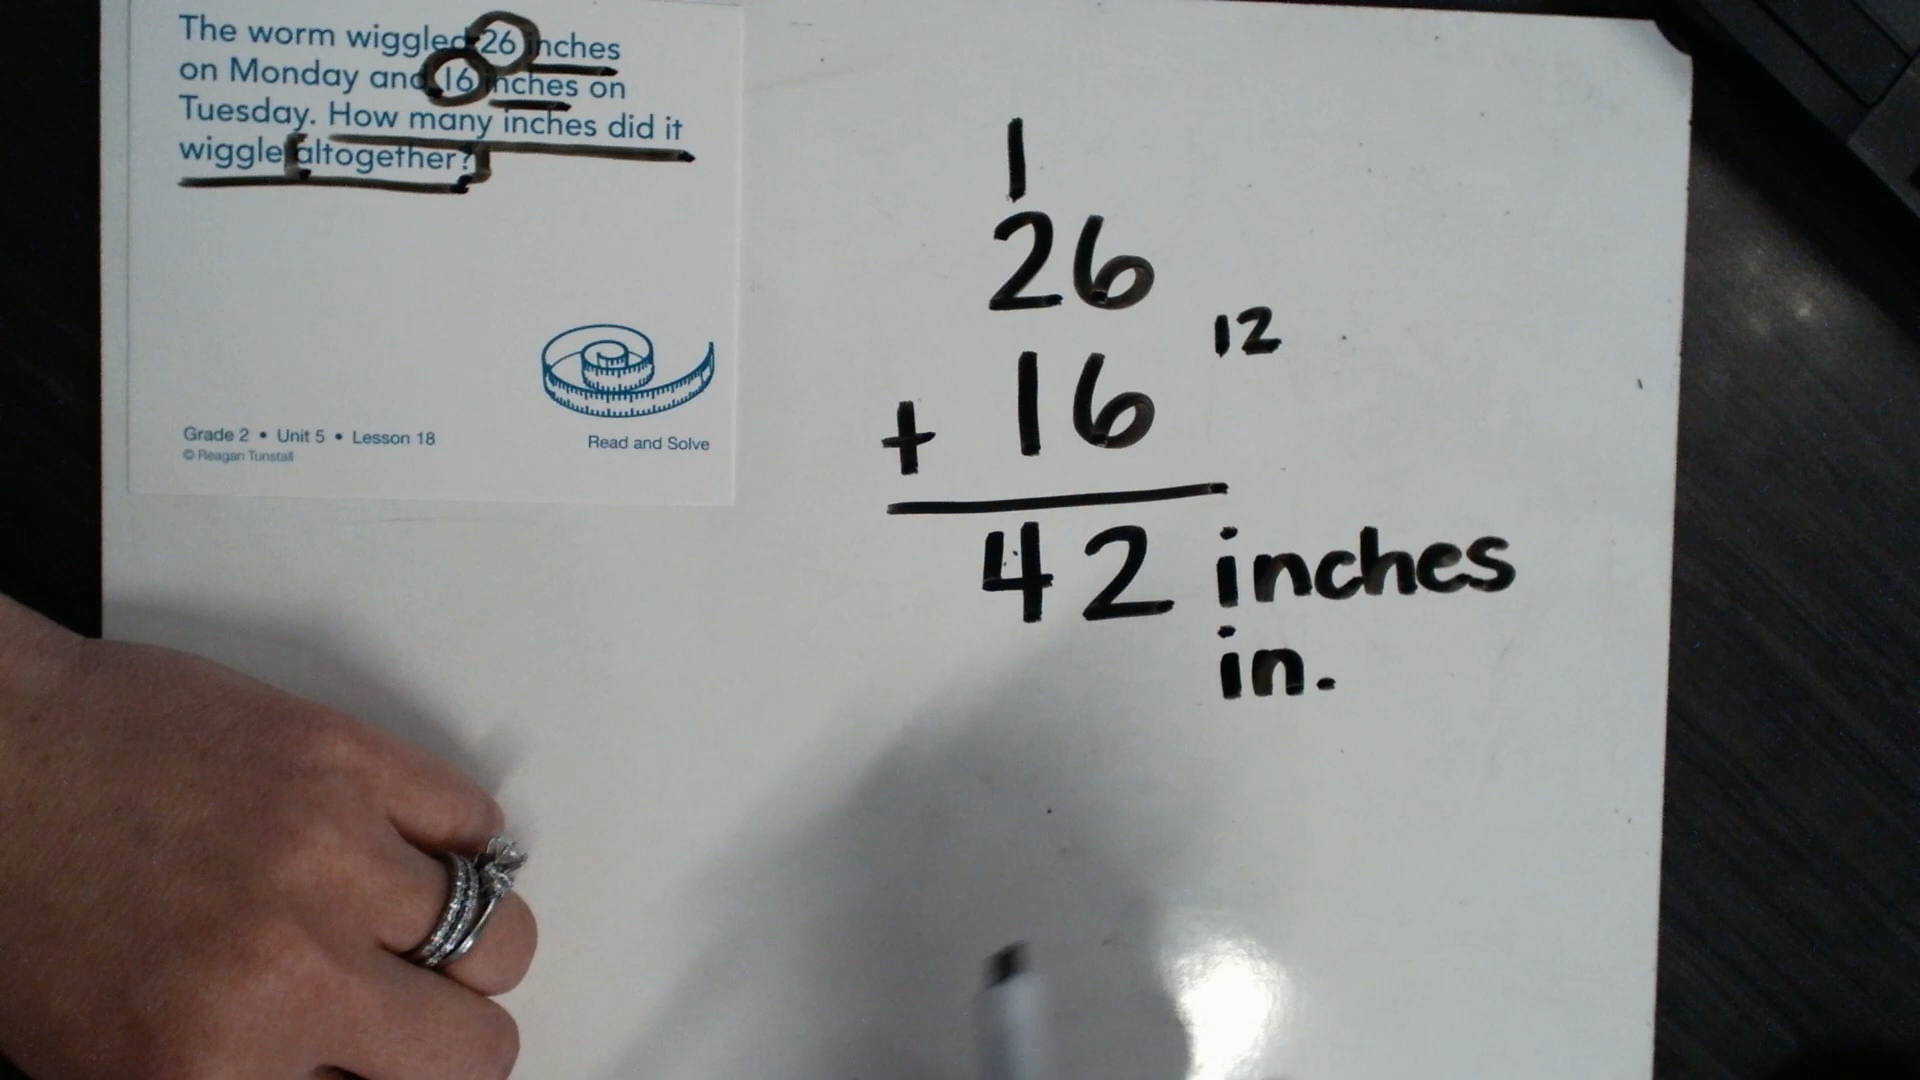 The worm wiggled 26 inches
on Monday and 16 inches on
Tuesday. How many inches did it
wiggle altogether?
Grade 2 • Unit 5 • Lesson 18
© Reagan Tunstall
Read and Solve
1
26
12
+ 16
42 inches
in.